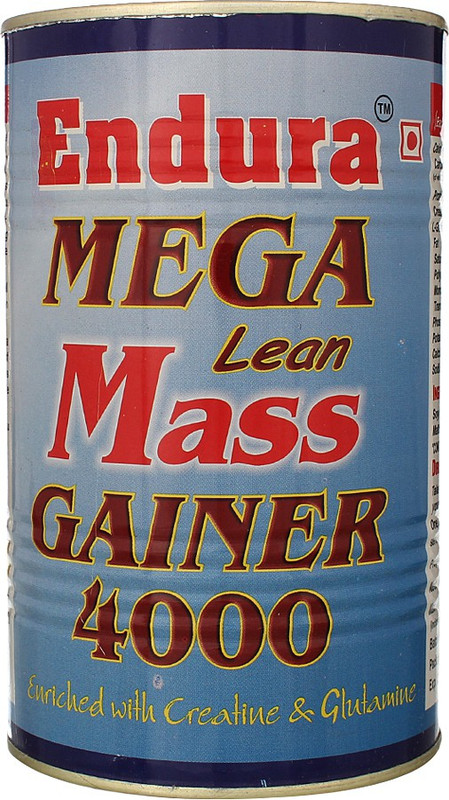 Endura™
MEGA
Lean
Mass
GAINER
4000
Enriched with Creatine & Glutamine